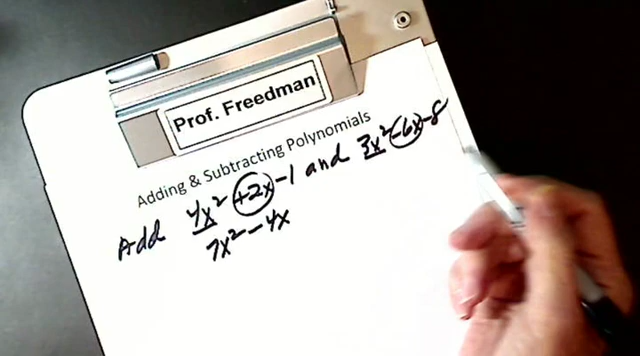 Prof. Freedman
Adding & Subtracting Polynomials
Add 4x² +2x -1 and 3x² -6x -8
7x² - 4x